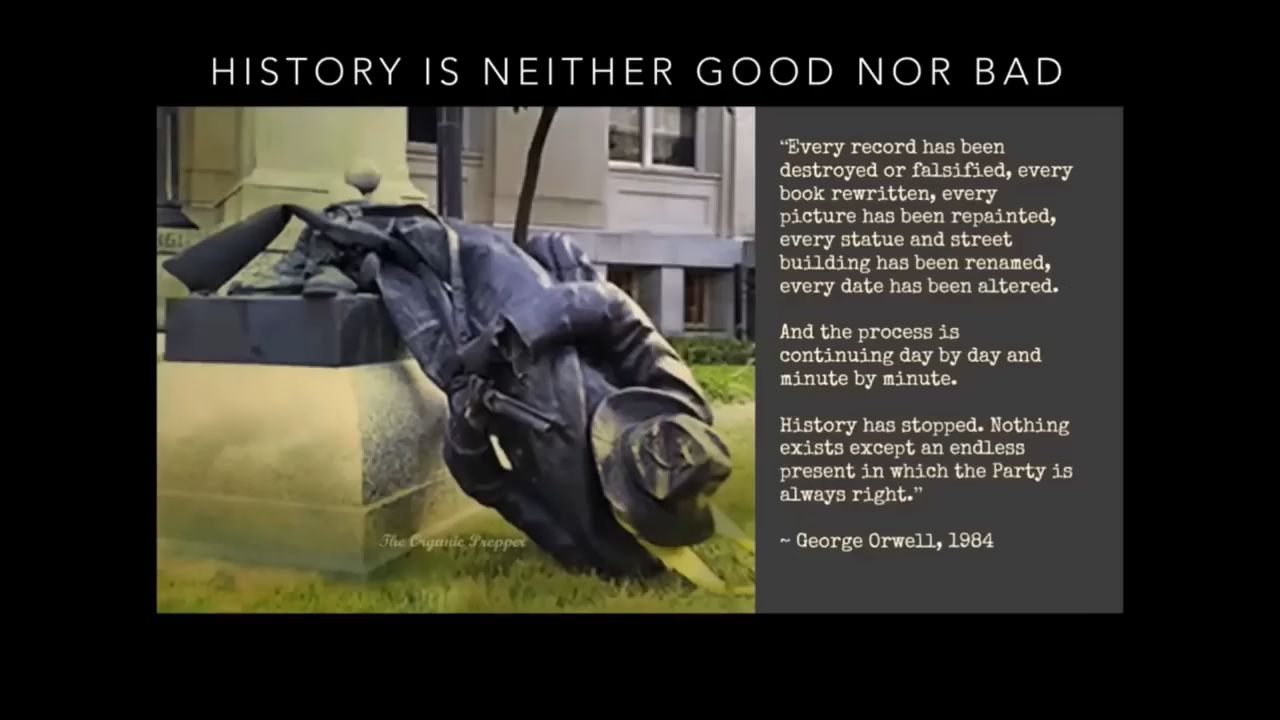 HISTORY IS NEITHER GOOD NOR BAD
“Every record has been
destroyed or falsified, every
book rewritten, every
picture has been repainted,
every statue and street
building has been renamed,
every date has been altered.
And the process is
continuing day by day and
minute by minute.
History has stopped. Nothing
exists except an endless
present in which the Party is
always right.”
~ George Orwell, 1984
The Organic Prepper